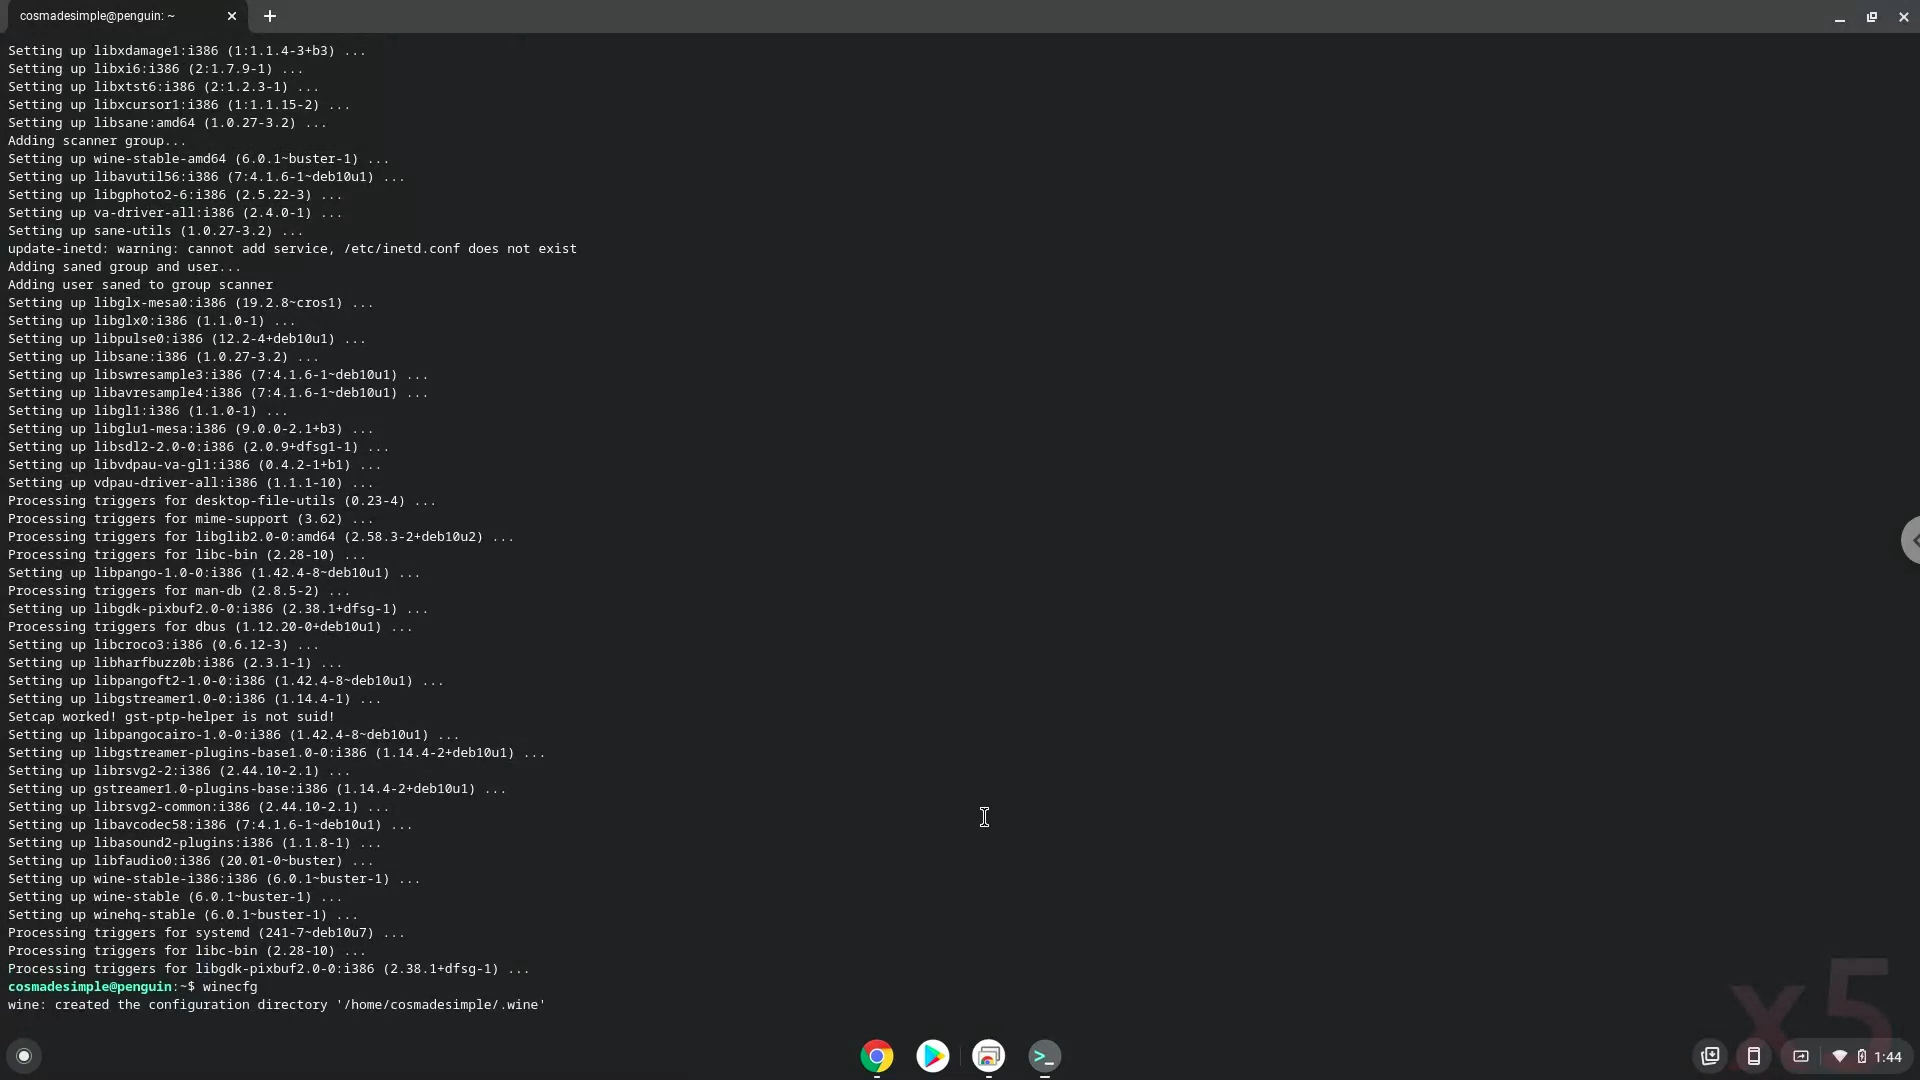 cosmadesimple@penguin: ~
Setting up libxdamage1:i386 (1:1.1.4-3+b3) ...
Setting up libxi6:i386 (2:1.7.9-1) ...
Setting up libxtst6:i386 (2:1.2.3-1) ...
Setting up libxcursor1:i386 (1:1.1.15-2) ...
Setting up libsane:amd64 (1.0.27-3.2) ...
Adding scanner group...
Setting up wine-stable-amd64 (6.0.1~buster-1) ...
Setting up libavutil56:i386 (7:4.1.6-1~deb10u1) ...
Setting up libgphoto2-6:i386 (2.5.22-3) ...
Setting up va-driver-all:i386 (2.4.0-1) ...
Setting up sane-utils (1.0.27-3.2) ...
update-inetd: warning: cannot add service, /etc/inetd.conf does not exist
Adding saned group and user...
Adding user saned to group scanner
Setting up libglx-mesa0:i386 (19.2.8~cros1) ...
Setting up libglx0:i386 (1.1.0-1) ...
Setting up libpulse0:i386 (12.2-4+deb10u1) ...
Setting up libsane:i386 (1.0.27-3.2) ...
Setting up libswresample3:i386 (7:4.1.6-1~deb10u1) ...
Setting up libavresample4:i386 (7:4.1.6-1~deb10u1) ...
Setting up libgl1:i386 (1.1.0-1) ...
Setting up libglu1-mesa:i386 (9.0.0-2.1+b3) ...
Setting up libsdl2-2.0-0:i386 (2.0.9+dfsg1-1) ...
Setting up libvdpau-va-gl1:i386 (0.4.2-1+b1) ...
Setting up vdpau-driver-all:i386 (1.1.1-10) ...
Processing triggers for desktop-file-utils (0.23-4) ...
Processing triggers for mime-support (3.62) ...
Processing triggers for libglib2.0-0:amd64 (2.58.3-2+deb10u2) ...
Processing triggers for libc-bin (2.28-10) ...
Setting up libpango-1.0-0:i386 (1.42.4-8~deb10u1) ...
Processing triggers for man-db (2.8.5-2) ...
Setting up libgdk-pixbuf2.0-0:i386 (2.38.1+dfsg-1) ...
Processing triggers for dbus (1.12.20-0+deb10u1) ...
Setting up libcroco3:i386 (0.6.12-3) ...
Setting up libharfbuzz0b:i386 (2.3.1-1) ...
Setting up libpangoft2-1.0-0:i386 (1.42.4-8~deb10u1) ...
Setting up libgstreamer1.0-0:i386 (1.14.4-1) ...
Setcap worked! gst-ptp-helper is not suid!
Setting up libpangocairo-1.0-0:i386 (1.42.4-8~deb10u1) ...
Setting up libgstreamer-plugins-base1.0-0:i386 (1.14.4-2+deb10u1) ...
Setting up librsvg2-2:i386 (2.44.10-2.1) ...
Setting up gstreamer1.0-plugins-base:i386 (1.14.4-2+deb10u1) ...
Setting up librsvg2-common:i386 (2.44.10-2.1) ...
Setting up libavcodec58:i386 (7:4.1.6-1~deb10u1) ...
Setting up libasound2-plugins:i386 (1.1.8-1) ...
Setting up libfaudio0:i386 (20.01-0~buster) ...
Setting up wine-stable-i386:i386 (6.0.1~buster-1) ...
Setting up wine-stable (6.0.1~buster-1) ...
Setting up winehq-stable (6.0.1~buster-1) ...
Processing triggers for systemd (241-7~deb10u7) ...
Processing triggers for libc-bin (2.28-10) ...
Processing triggers for libgdk-pixbuf2.0-0:i386 (2.38.1+dfsg-1) ...
cosmadesimple@penguin:~$ winecfg
wine: created the configuration directory '/home/cosmadesimple/.wine'
x5
1:44